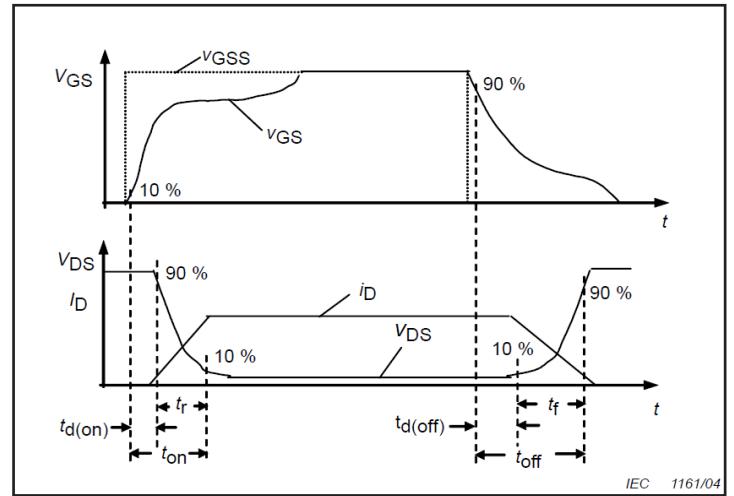 vGSS
VGS
90 %
vGS
10 %
t
VDS
ID
90 %
iD
90 %
VDS
10 %
10 %
tr
tf
t
td(on)
td(off)
ton
toff
IEC 1161/04